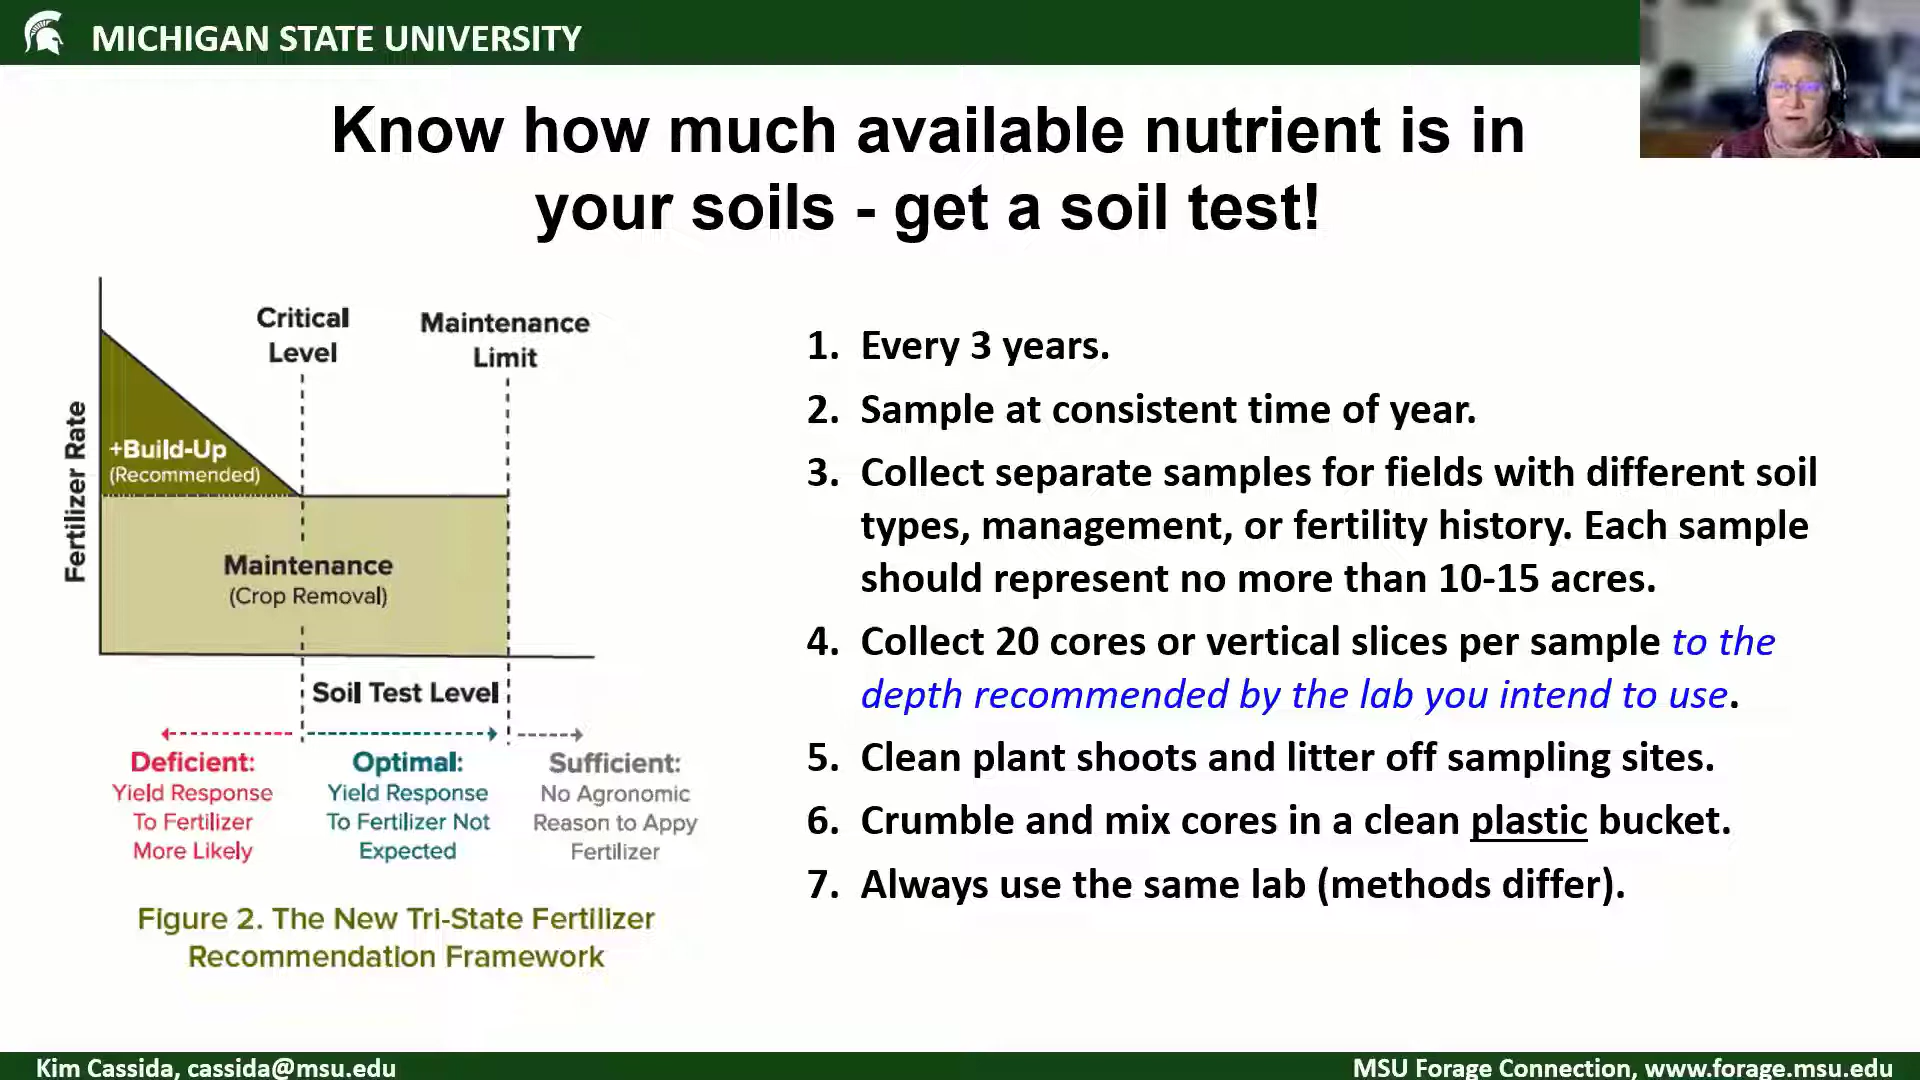 MICHIGAN STATE UNIVERSITY
Know how much available nutrient is in
your soils - get a soil test!
Critical
Level
Maintenance
Limit
Fertilizer Rate
+Build-Up
(Recommended)
Maintenance
(Crop Removal)
Soil Test Level
Deficient:
Yield Response
To Fertilizer
More Likely
Optimal:
Yield Response
To Fertilizer Not
Expected
Sufficient:
No Agronomic
Reason to Appy
Fertilizer
Figure 2. The New Tri-State Fertilizer
Recommendation Framework
1. Every 3 years.
2. Sample at consistent time of year.
3. Collect separate samples for fields with different soil
types, management, or fertility history. Each sample
should represent no more than 10-15 acres.
4. Collect 20 cores or vertical slices per sample to the
depth recommended by the lab you intend to use.
5. Clean plant shoots and litter off sampling sites.
6. Crumble and mix cores in a clean plastic bucket.
7. Always use the same lab (methods differ).
Kim Cassida, cassida@msu.edu
MSU Forage Connection, www.forage.msu.edu